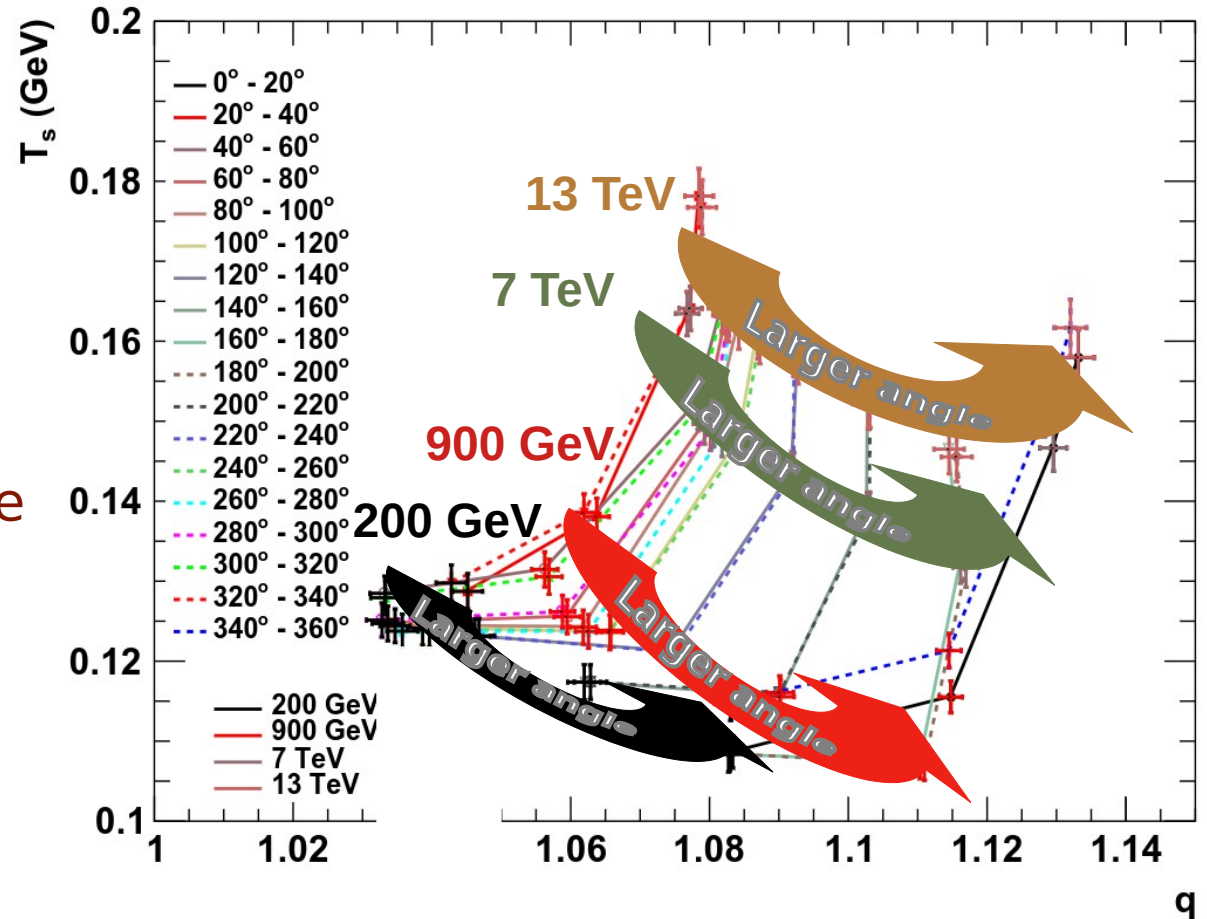 T_s (GeV)
0.2
0.18
0.16
0.14
0.12
0.1
0° - 20°
20° - 40°
40° - 60°
60° - 80°
80° - 100°
100° - 120°
120° - 140°
140° - 160°
160° - 180°
180° - 200°
200° - 220°
220° - 240°
240° - 260°
260° - 280°
280° - 300°
300° - 320°
320° - 340°
340° - 360°
200 GeV
900 GeV
7 TeV
13 TeV
13 TeV
7 TeV
900 GeV
200 GeV
Larger angle
Larger angle
Larger angle
Larger angle
e
1
1.02
1.06
1.08
1.1
1.12
1.14
q